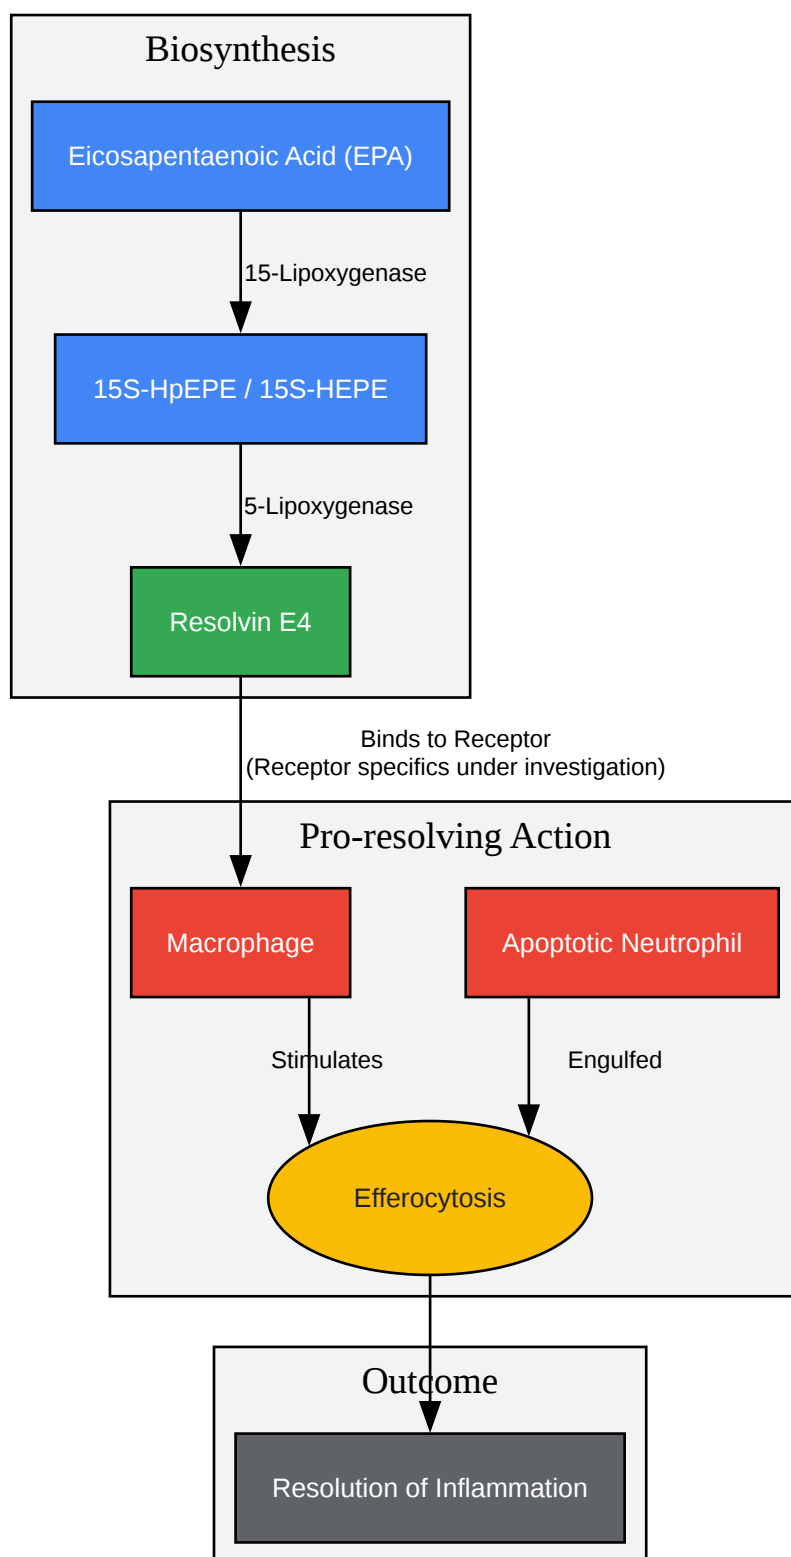 Biosynthesis
Eicosapentaenoic Acid (EPA)
15-Lipoxygenase
15S-HpEPE / 15S-HEPE
5-Lipoxygenase
Resolvin E4
Binds to Receptor
(Receptor specifics under investigation)
Pro-resolving Action
Macrophage
Apoptotic Neutrophil
Stimulates
Engulfed
Efferocytosis
Outcome
Resolution of Inflammation